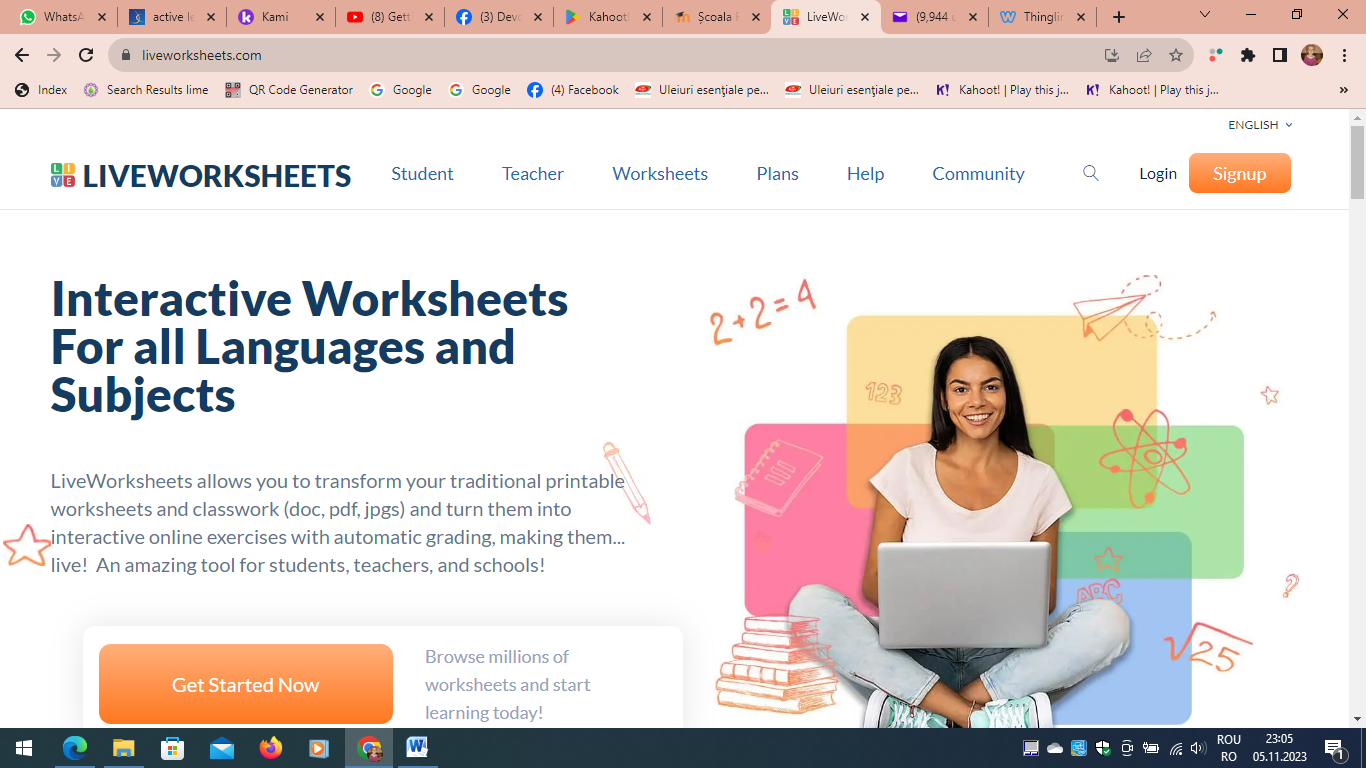 WhatsA
active le
Kami
(8) Gett
(3) Devo
Kahoot!
Școala
LiveWor
(9,944
Thinglin
liveworksheets.com
Index
Search Results lime
QR Code Generator
Google
Google
(4) Facebook
Uleiuri esențiale pe...
Uleiuri esențiale pe...
Kahoot! | Play this j...
Kahoot! | Play this j...
ENGLISH
LIVE
LIVEWORKSHEETS
Student
Teacher
Worksheets
Plans
Help
Community
Login
Signup
Interactive Worksheets
For all Languages and
Subjects
LiveWorksheets allows you to transform your traditional printable
worksheets and classwork (doc, pdf, jpgs) and turn them into
interactive online exercises with automatic grading, making them...
live! An amazing tool for students, teachers, and schools!
Get Started Now
Browse millions of
worksheets and start
learning today!
2+2=4
123
ABC
√25
?
ROU
RO
23:05
05.11.2023
1